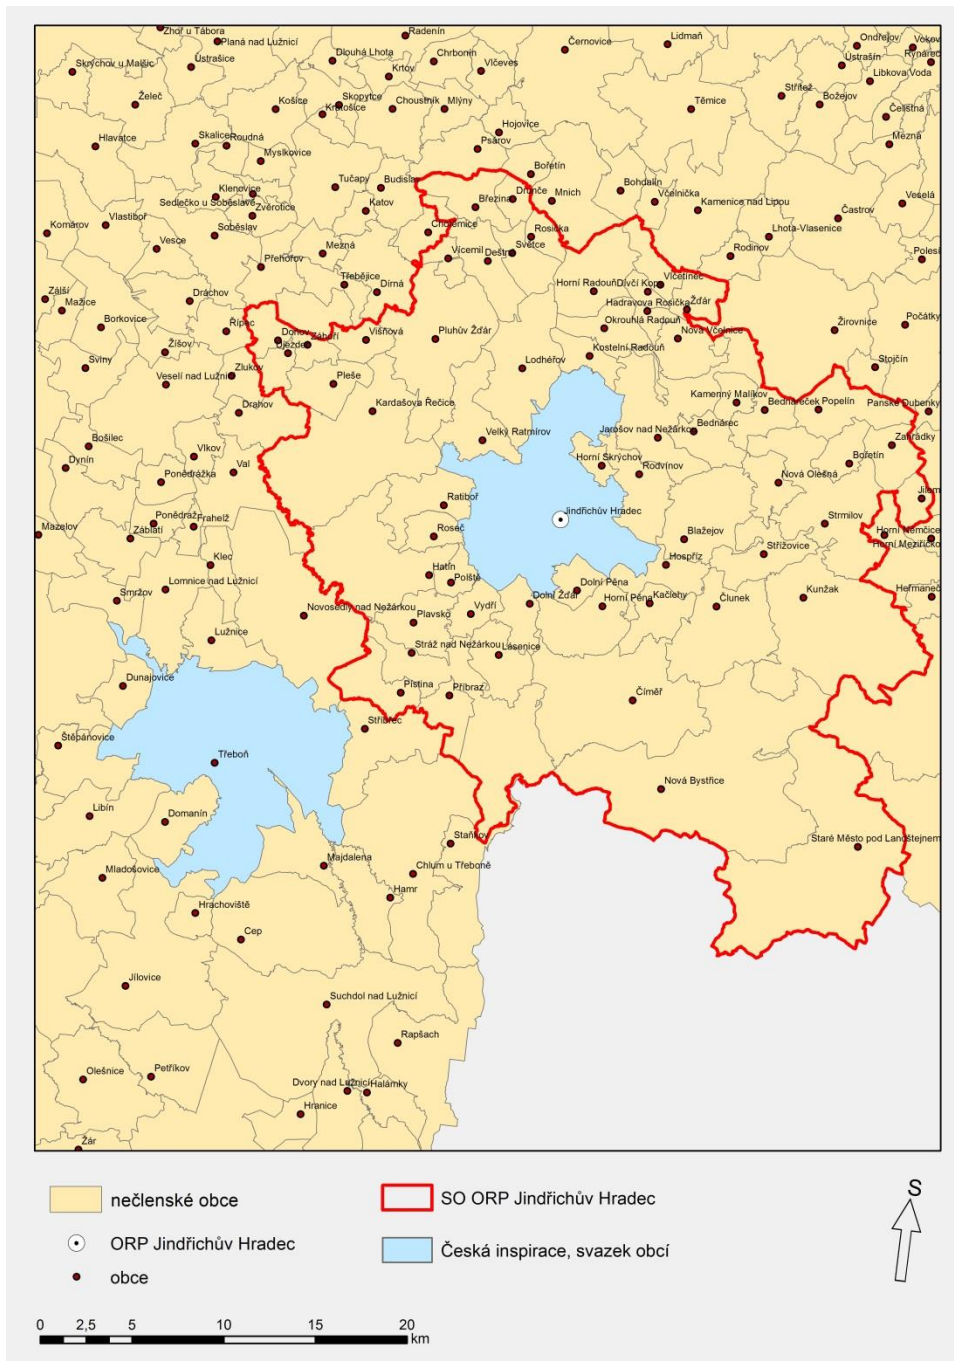 Zhoř u Tábora
Planá nad Lužnicí
Radenín
Lidmaň
Ondřejov
Vokov
Skrýchov u Malšic
Ústrašice
Dlouhá Lhota
Chrbonín
Černovice
Ústrašín
Rynárec
Krtov
Vlčeves
Libkova Voda
Želeč
Košice
Skopytce
Krátošice
Choustník
Mlýny
Těmice
Střítež
Božejov
Čelistná
Hlavatce
Skalice
Roudná
Myslkovice
Hojovice
Psárov
Mezná
Tučapy
Budislav
Bořetín
Bohdalín
Včelnička
Veselá
Klenovice
Sedlečko u Soběslavě
Zvěrotice
Katov
Březina
Drunče
Mnich
Kamenice nad Lipou
Častrov
Komárov
Vlastiboř
Vesce
Soběslav
Mezná
Chotemice
Rosička
Lhota-Vlasenice
Přehořov
Vícemil
Deštná
Světce
Rodinov
Polesí
Zálší
Mažice
Dráchov
Třebějice
Dírná
Horní Radouň
Dívčí Kopy
Vlčetínec
Hadravova Rosička
Žďár
Borkovice
Řípec
Doňov
Záhoří
Újezdec
Višňová
Pluhův Žďár
Okrouhlá Radouň
Nová Včelnice
Žirovnice
Počátky
Sviny
Žíšov
Zlukov
Veselí nad Lužnicí
Pleše
Lodhéřov
Kostelní Radouň
Stojčín
Drahov
Kardašova Řečice
Kamenný Malíkov
Bednáreček
Popelín
Panské Dubenky
Bošilec
Vlkov
Velký Ratmírov
Jarošov nad Nežárkou
Bednárec
Zahrádky
Dynín
Ponědrážka
Val
Horní Skrýchov
Rodvínov
Nová Olešná
Bořetín
Mazelov
Ponědraž
Záblatí
Frahelž
Ratiboř
Roseč
Jindřichův Hradec
Blažejov
Strmilov
Jilem
Horní Němčice
Horní Meziříčko
Klec
Hospříz
Střížovice
Smržov
Lomnice nad Lužnicí
Hatín
Polště
Dolní Pěna
Kunžak
Heřmaneč
Novosedly nad Nežárkou
Plavsko
Vydří
Dolní Žďár
Horní Pěna
Kačlehy
Člunek
Lužnice
Stráž nad Nežárkou
Lásenice
Dunajovice
Pístina
Příbraz
Číměř
Štěpánovice
Stříbřec
Třeboň
Nová Bystřice
Libín
Domanín
Staňkov
Staré Město pod Landštejnem
Mladošovice
Majdalena
Chlum u Třeboně
Hamr
Hrachoviště
Cep
Jílovice
Suchdol nad Lužnicí
Rapšach
Olešnice
Petříkov
Dvory nad Lužnicí
Halámky
Hranice
Žár
nečlenské obce
SO ORP Jindřichův Hradec
S
ORP Jindřichův Hradec
Česká inspirace, svazek obcí
obce
0 2,5 5 10 15 20
km